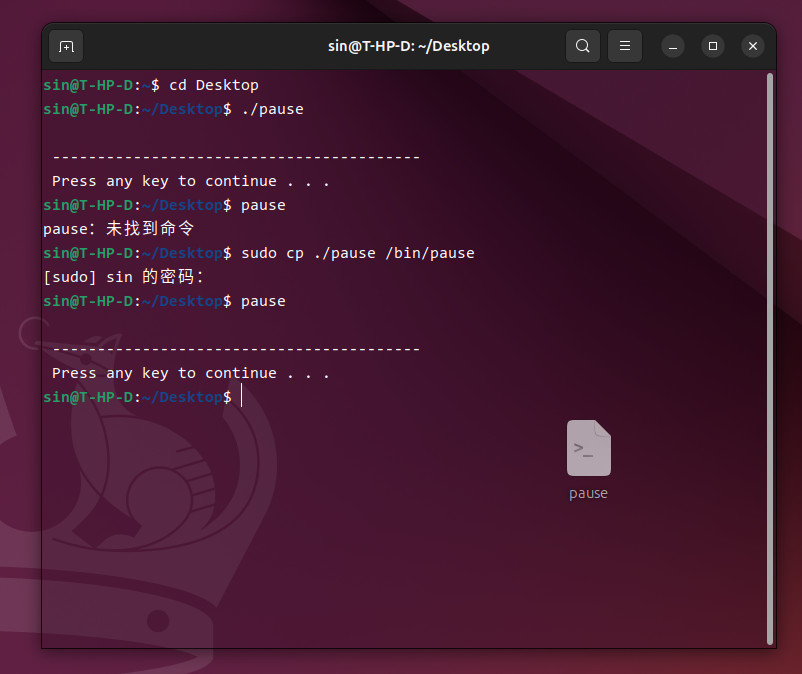 sin@T-HP-D: ~/Desktop
sin@T-HP-D:~$ cd Desktop
sin@T-HP-D:~/Desktop$ ./pause
-----------------------------------------
Press any key to continue . . .
sin@T-HP-D:~/Desktop$ pause
pause：未找到命令
sin@T-HP-D:~/Desktop$ sudo cp ./pause /bin/pause
[sudo] sin 的密码：
sin@T-HP-D:~/Desktop$ pause
-----------------------------------------
Press any key to continue . . .
sin@T-HP-D:~/Desktop$
>_
pause